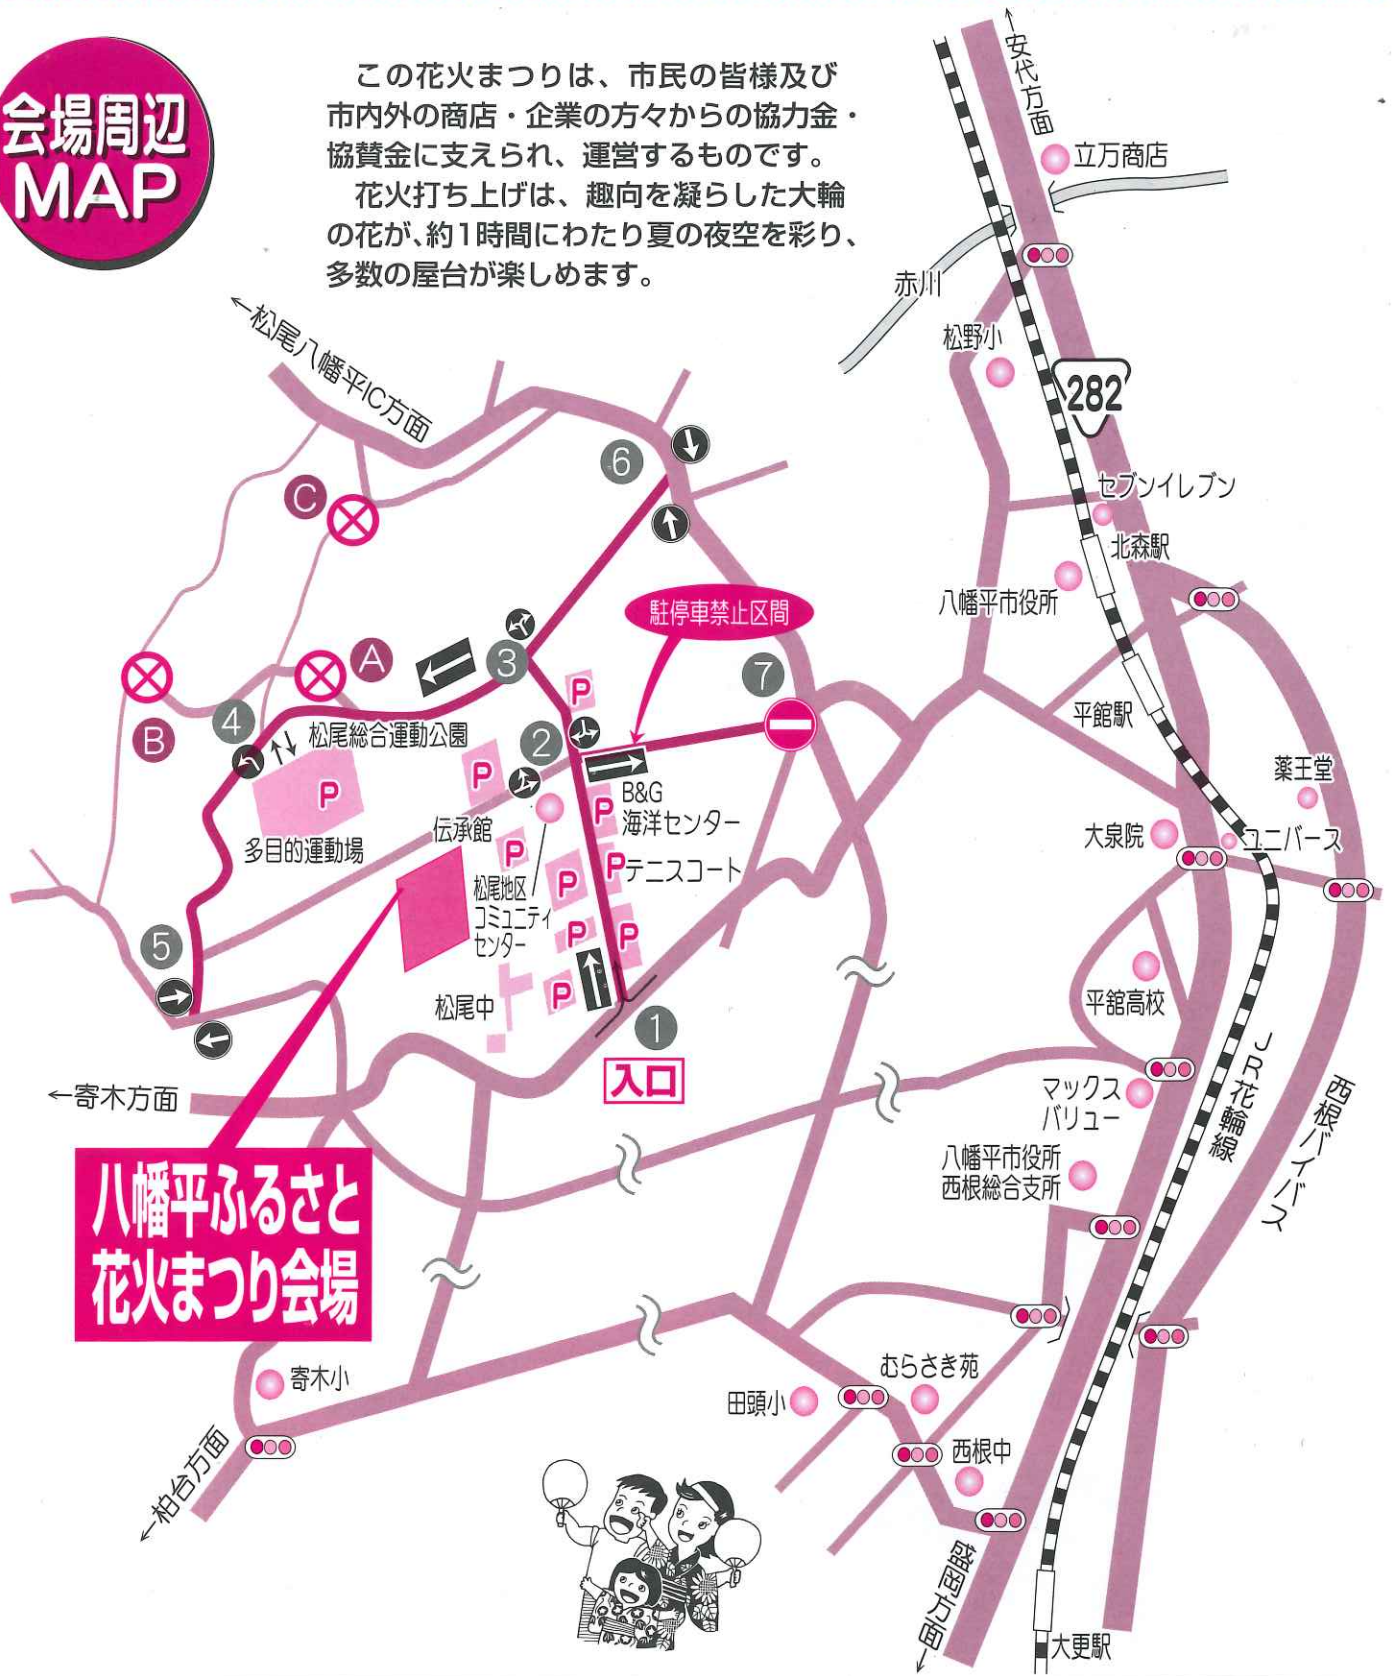 会場周辺
MAP
この花火まつりは、市民の皆様及び
市内外の商店・企業の方々からの協力金・
協賛金に支えられ、運営するものです。
花火打ち上げは、趣向を凝らした大輪
の花が、約1時間にわたり夏の夜空を彩り、
多数の屋台が楽しめます。
↑安代方面
立万商店
赤川
松野小
282
←松尾八幡平IC方面
セブンイレブン
北森駅
八幡平市役所
6
C
駐停車禁止区間
A
3
7
P
B
4
松尾総合運動公園
2
平館駅
P
P
B&G
海洋センター
P
薬王堂
伝承館
多目的運動場
大泉院
ユニバース
P
P
テニスコート
P
松尾地区
コミュニティ
センター
5
P
P
松尾中
P
平舘高校
1
入口
←寄木方面
JR花輪線
西根バイパス
マックス
バリュー
八幡平市役所
西根総合支所
八幡平ふるさと
花火まつり会場
寄木小
むらさき苑
田頭小
西根中
←柏台方面
盛岡方面→
大更駅